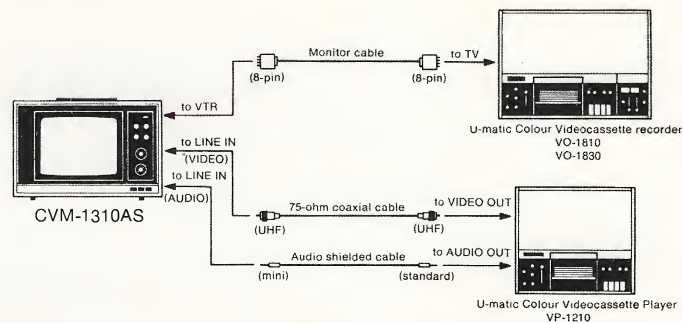 Monitor cable
to TV
(8-pin)
(8-pin)
to VTR
U-matic Colour Videocassette recorder
VO-1810
VO-1830
to LINE IN
(VIDEO)
to LINE IN
(AUDIO)
CVM-1310AS
75-ohm coaxial cable
to VIDEO OUT
(UHF)
(UHF)
Audio shielded cable
to AUDIO OUT
(mini)
(standard)
U-matic Colour Videocassette Player
VP-1210